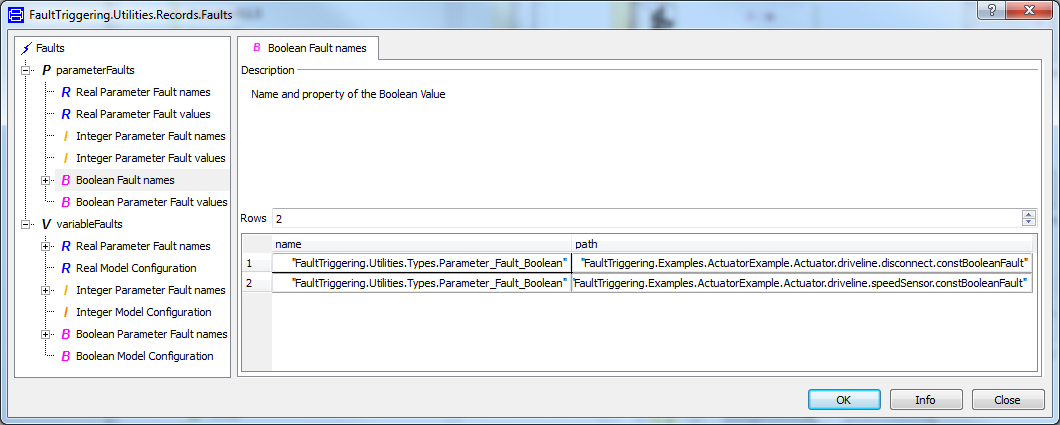 FaultTriggering.Utilities.Records.Faults
Faults
P parameterFaults
R Real Parameter Fault names
R Real Parameter Fault values
I Integer Parameter Fault names
I Integer Parameter Fault values
B Boolean Fault names
B Boolean Parameter Fault values
V variableFaults
R Real Parameter Fault names
R Real Model Configuration
I Integer Parameter Fault names
I Integer Model Configuration
B Boolean Parameter Fault names
B Boolean Model Configuration
B Boolean Fault names
Description
Name and property of the Boolean Value
Rows 2
name path
1 "FaultTriggering.Utilities.Types.Parameter_Fault_Boolean" "FaultTriggering.Examples.ActuatorExample.Actuator.driveline.disconnect.constBooleanFault"
2 "FaultTriggering.Utilities.Types.Parameter_Fault_Boolean" "FaultTriggering.Examples.ActuatorExample.Actuator.driveline.speedSensor.constBooleanFault"
OK Info Close